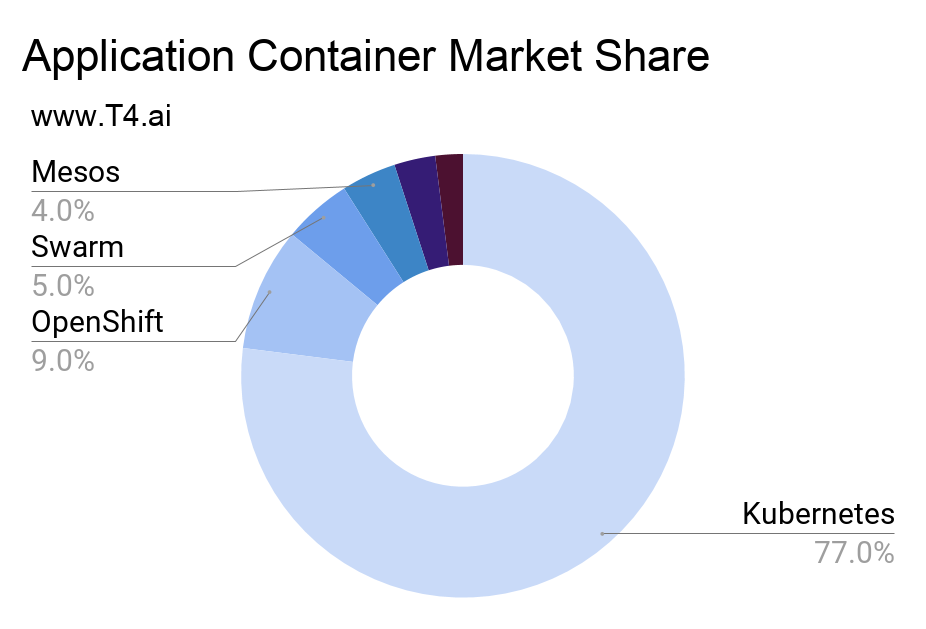 Application Container Market Share
www.T4.ai
Mesos
4.0%
Swarm
5.0%
OpenShift
9.0%
Kubernetes
77.0%